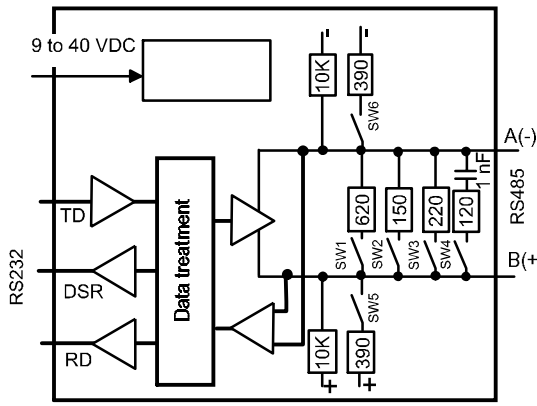 9 to 40 VDC
10K
390
SW6
A(-)
1 nF
RS485
TD
Data treatment
620
150
220
120
SW1
SW2
SW3
SW4
RS232
DSR
B(+
SW5
RD
10K
390
+
+